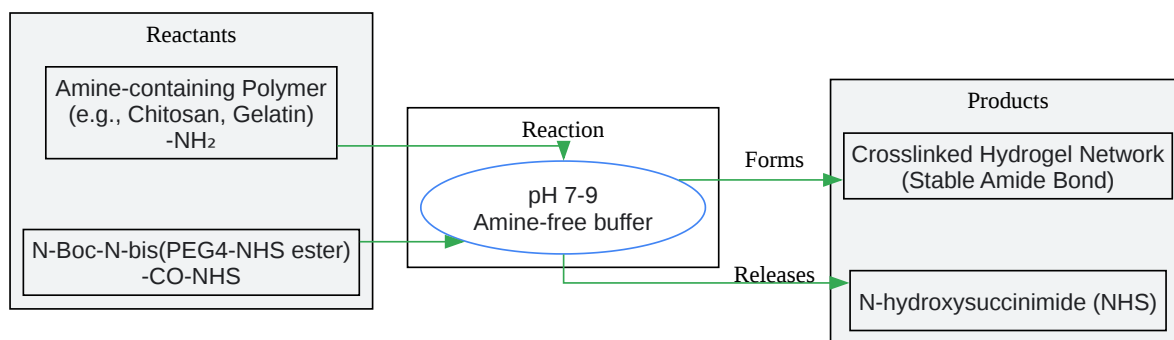 Reactants
Amine-containing Polymer
(e.g., Chitosan, Gelatin)
-NH₂
N-Boc-N-bis(PEG4-NHS ester)
-CO-NHS
Reaction
pH 7-9
Amine-free buffer
Forms
Releases
Products
Crosslinked Hydrogel Network
(Stable Amide Bond)
N-hydroxysuccinimide (NHS)